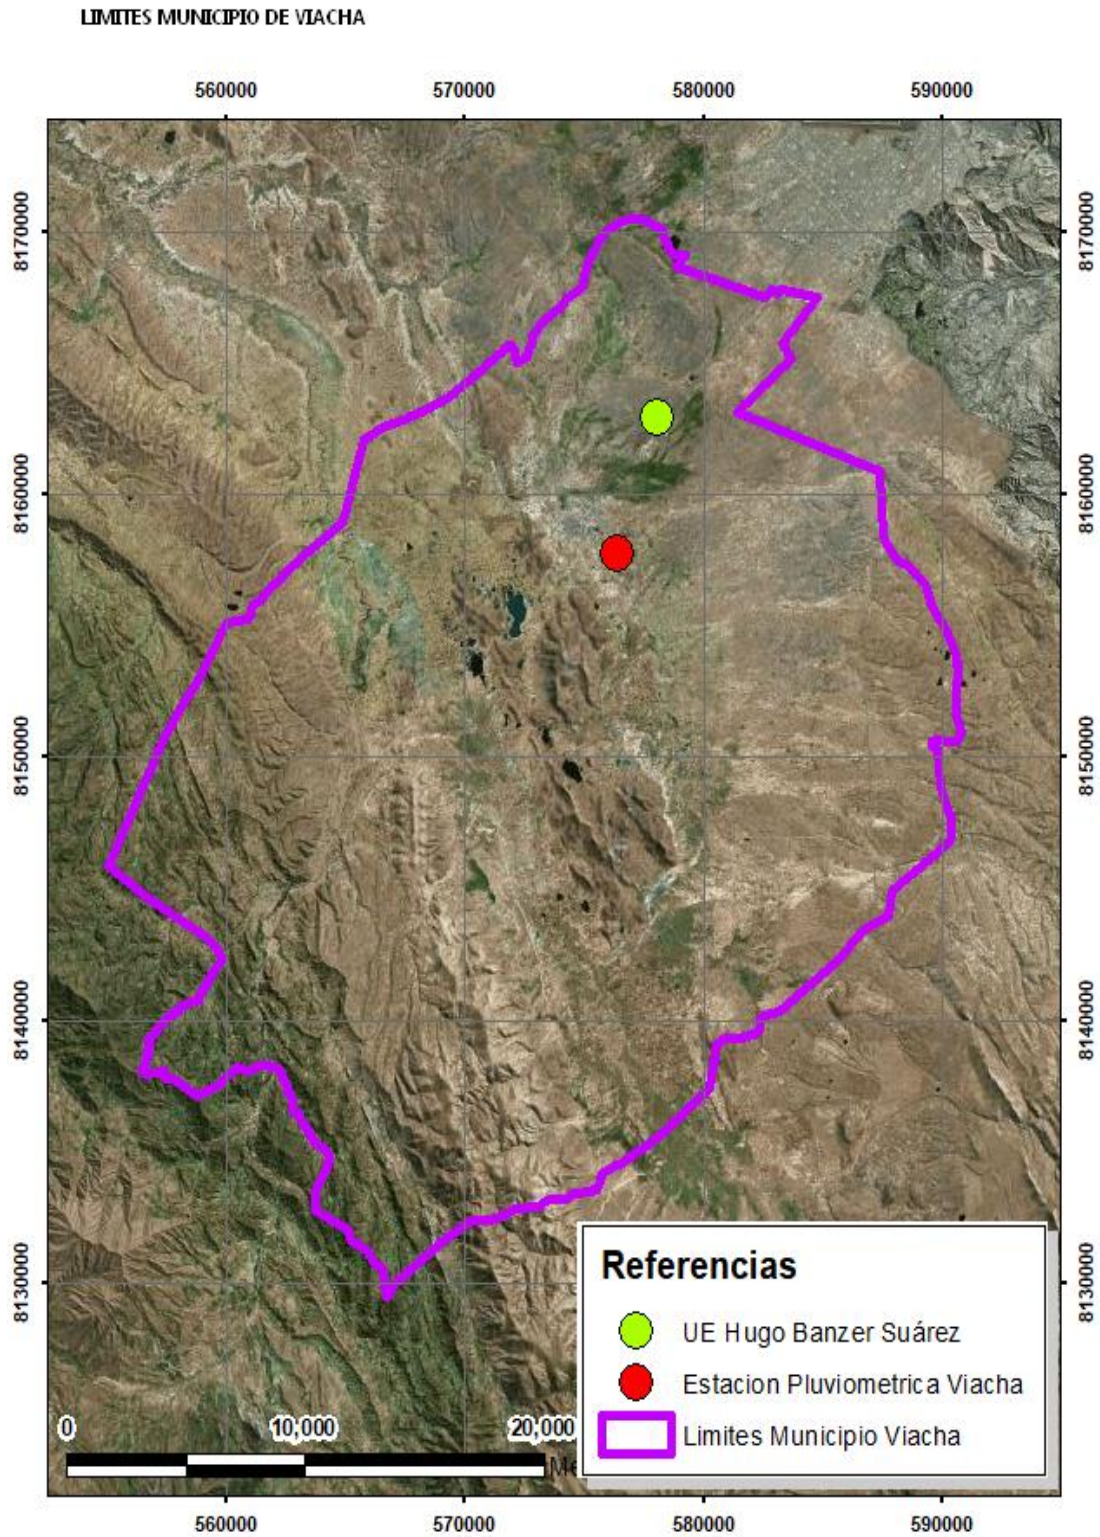 LIMITES MUNICIPIO DE VIACHA
560000 570000 580000 590000
8170000 8170000
8160000 8160000
8150000 8150000
8140000 8140000
8130000 8130000
Referencias
UE Hugo Banzer Suárez
Estacion Pluviometrica Viacha
Limites Municipio Viacha
0 10,000 20,000
560000 570000 580000 590000